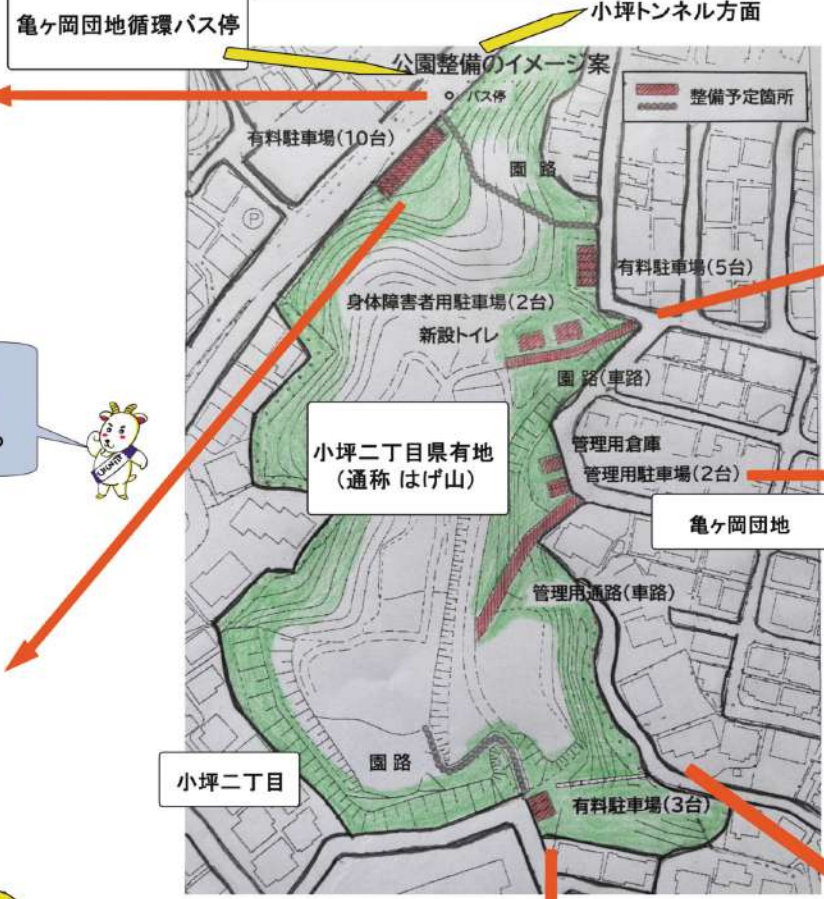 亀ヶ岡団地循環バス停
小坪トンネル方面
公園整備のイメージ案
バス停
整備予定箇所
有料駐車場(10台)
園 路
P
有料駐車場(5台)
身体障害者用駐車場(2台)
新設トイレ
園 路(車路)
小坪二丁目県有地
(通称 はげ山)
管理用倉庫
管理用駐車場(2台)
亀ヶ岡団地
管理用通路(車路)
園 路
小坪二丁目
有料駐車場(3台)